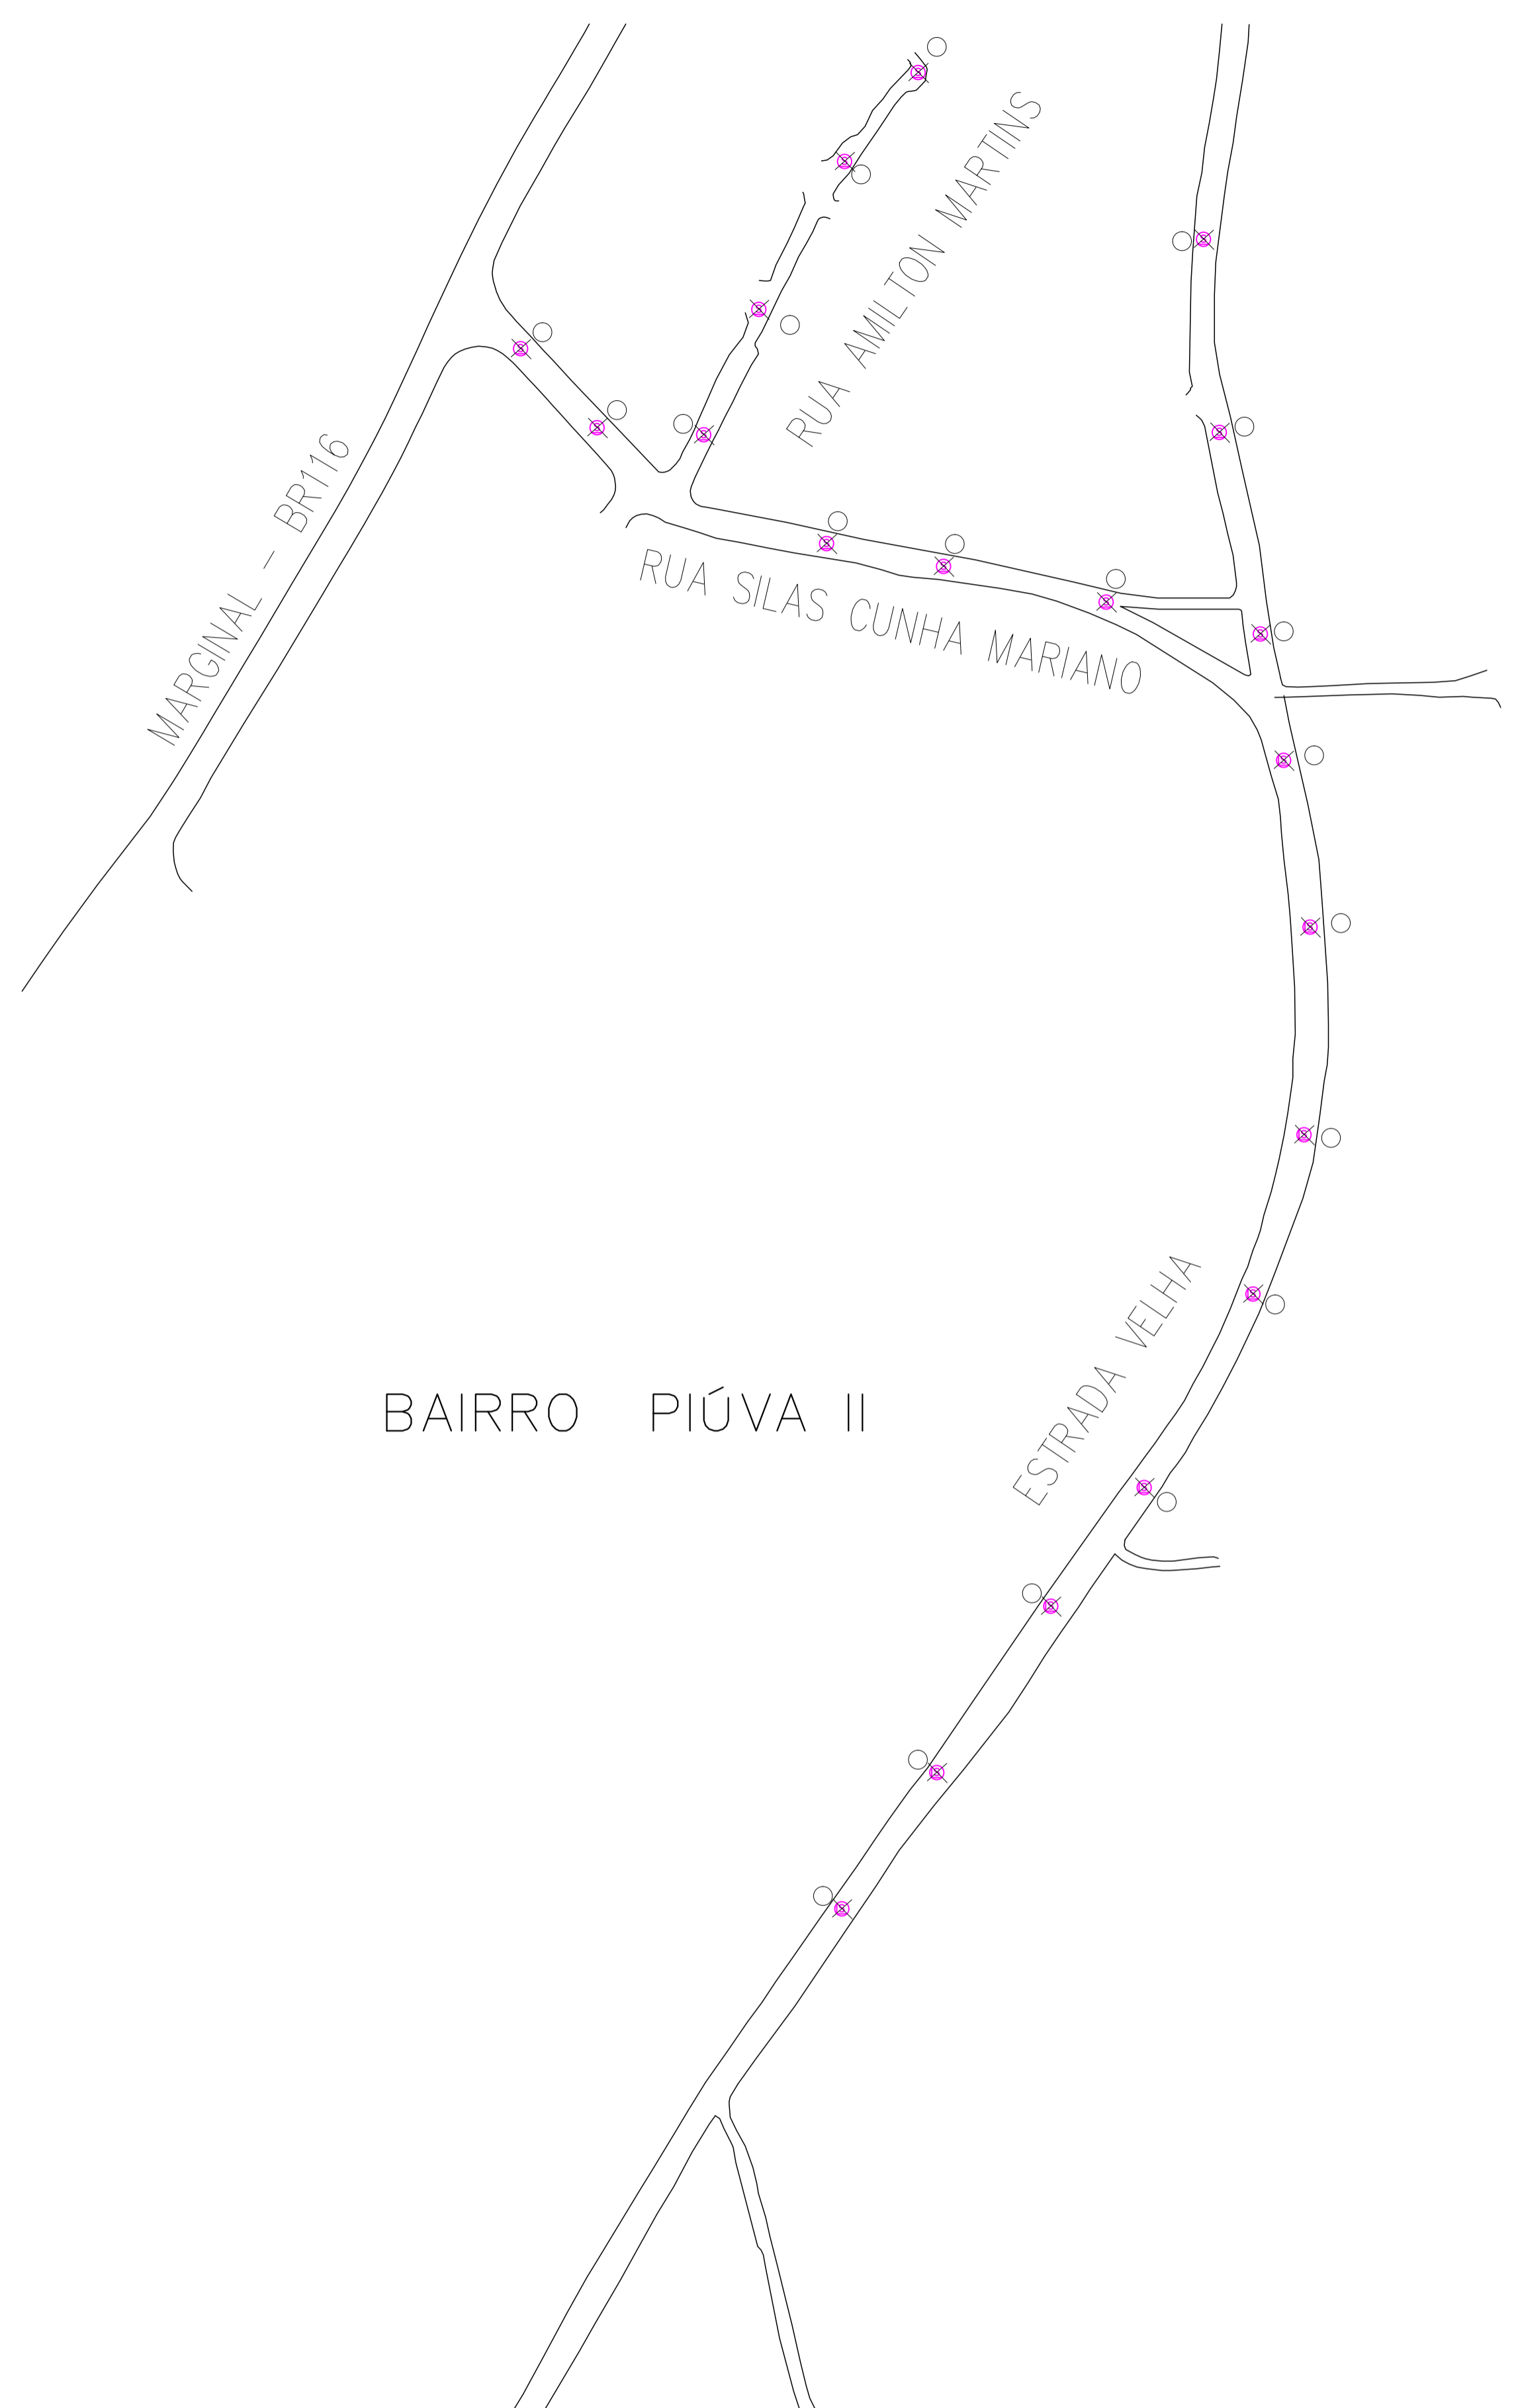 RUA AMILTON MARTINS
MARGINAL - BR116
RUA SILAS CUNHA MARIANO
ESTRADA VELHA
BAIRRO PIÚVA II